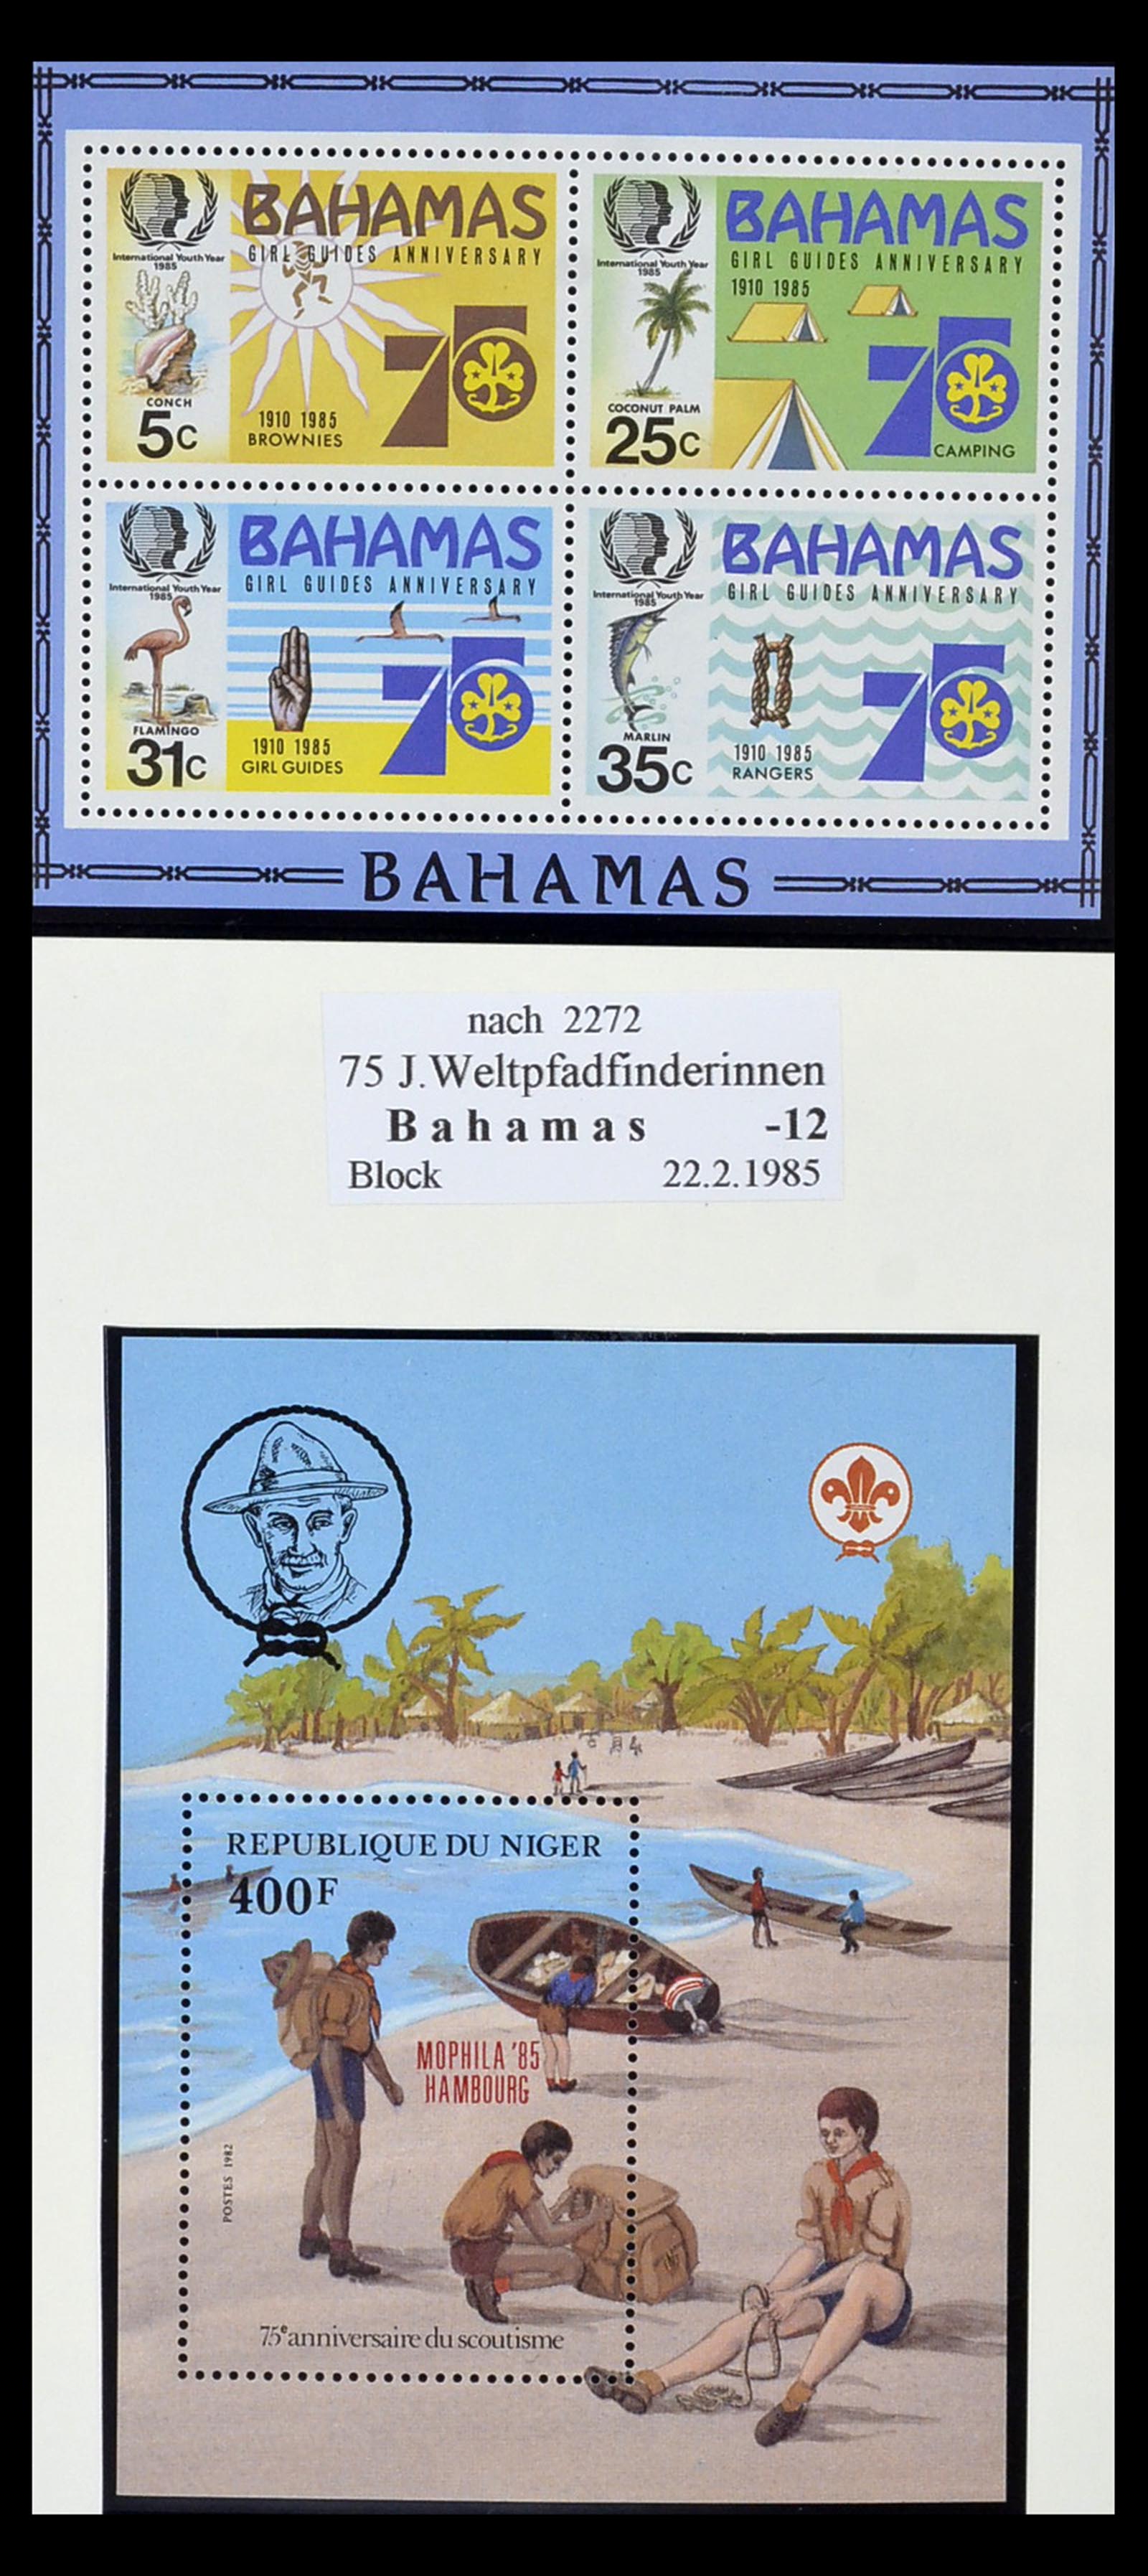 BAHAMAS
GIRL GUIDES ANNIVERSARY
International Youth Year
1985
CONCH
5c
1910 1985
BROWNIES
75
BAHAMAS
GIRL GUIDES ANNIVERSARY
1910 1985
International Youth Year
1985
COCONUT PALM
25c
75
CAMPING
BAHAMAS
GIRL GUIDES ANNIVERSARY
International Youth Year
1985
FLAMINGO
31c
1910 1985
GIRL GUIDES
75
BAHAMAS
GIRL GUIDES ANNIVERSARY
International Youth Year
1985
MARLIN
35c
1910 1985
RANGERS
75
BAHAMAS
nach 2272
75 J.Weltpfadfinderinnen
Bahamas -12
Block 22.2.1985
REPUBLIQUE DU NIGER
400F
MOPHILA '85
HAMBOURG
POSTES 1982
75e anniversaire du scoutisme